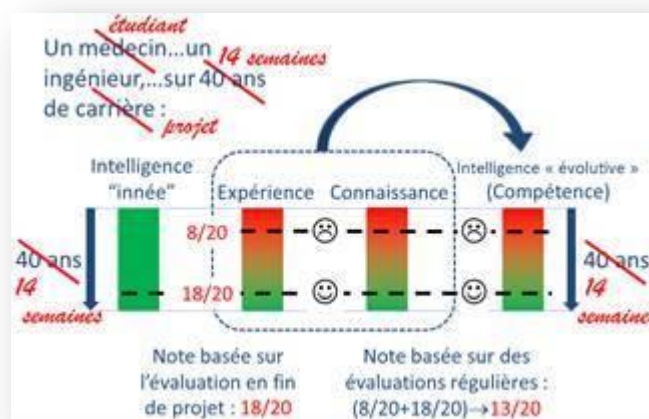 étudiant
Un médecin...un 14 semaines
ingénieur,...sur 40 ans
de carrière :
projet
Intelligence
"innée"
Expérience
Connaissance
Intelligence « évolutive »
(Compétence)
8/20
18/20
40 ans
14
semaines
40 ans
14
semaines
Note basée sur
l'évaluation en fin
de projet : 18/20
Note basée sur des
évaluations régulières :
(8/20+18/20)→13/20